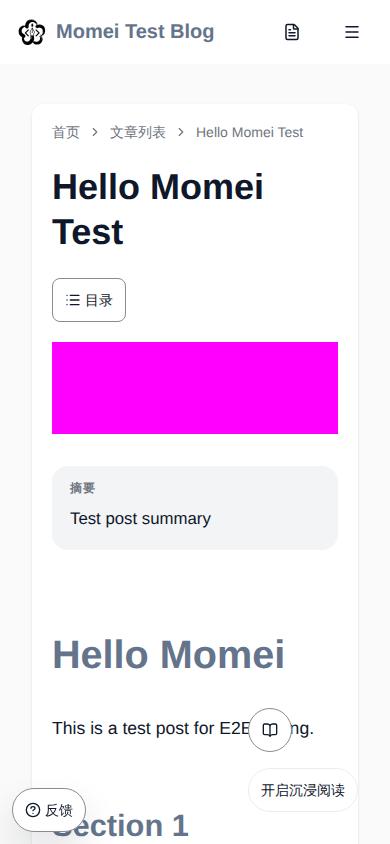 Momei Test Blog
首页 > 文章列表 > Hello Momei Test
Hello Momei
Test
目录
摘要
Test post summary
Hello Momei
This is a test post for E2E ng.
开启沉浸阅读
反馈
Section 1